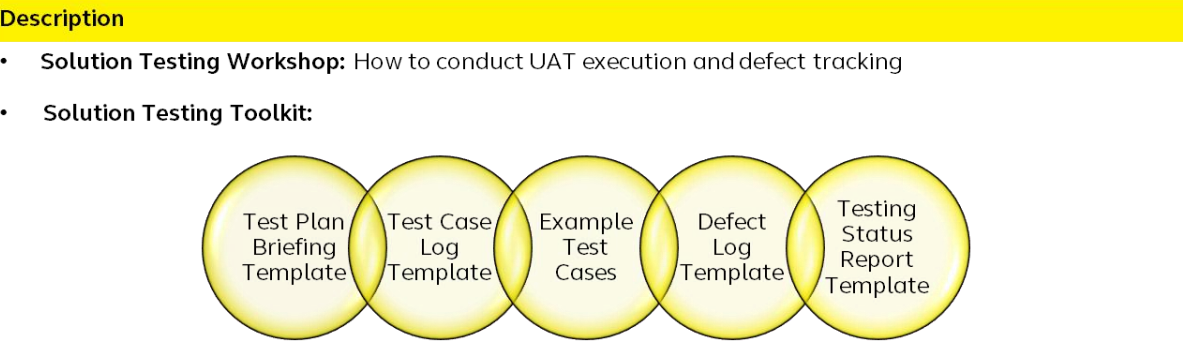 Description
• Solution Testing Workshop: How to conduct UAT execution and defect tracking
• Solution Testing Toolkit:
Test Plan
Briefing
Template
Test Case
Log
Template
Example
Test
Cases
Defect
Log
Template
Testing
Status
Report
Template